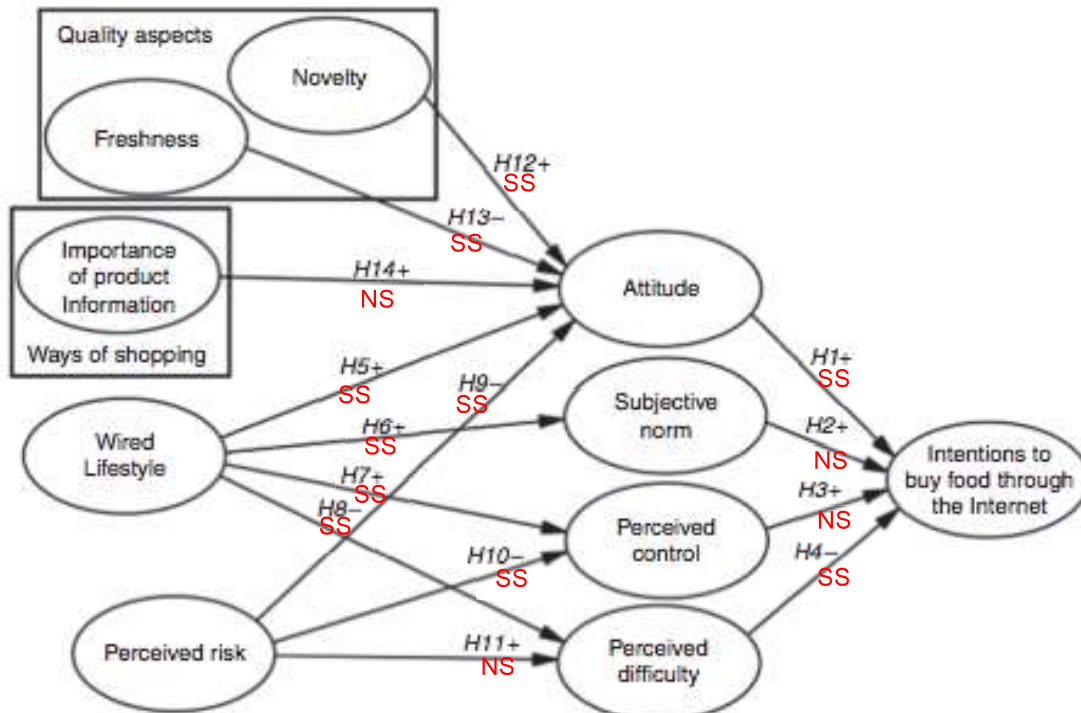 Quality aspects
Novelty
Freshness
H12+
SS
H13–
SS
Importance
of product
Information
Ways of shopping
H14+
NS
Attitude
H5+
SS
H9–
SS
H1+
SS
Wired
Lifestyle
H6+
SS
Subjective
norm
H2+
NS
H7+
SS
H8–
SS
Intentions to
buy food through
the Internet
H3+
NS
Perceived
control
H10–
SS
H4–
SS
Perceived risk
H11+
NS
Perceived
difficulty